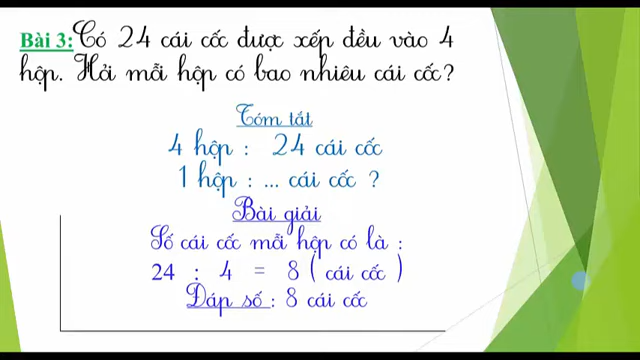 Bài 3: Có 24 cái cốc được xếp đều vào 4
hộp. Hỏi mỗi hộp có bao nhiêu cái cốc?
Tóm tắt
4 hộp : 24 cái cốc
1 hộp : ... cái cốc ?
Bài giải
Số cái cốc mỗi hộp có là :
24 : 4 = 8 ( cái cốc )
Đáp số : 8 cái cốc